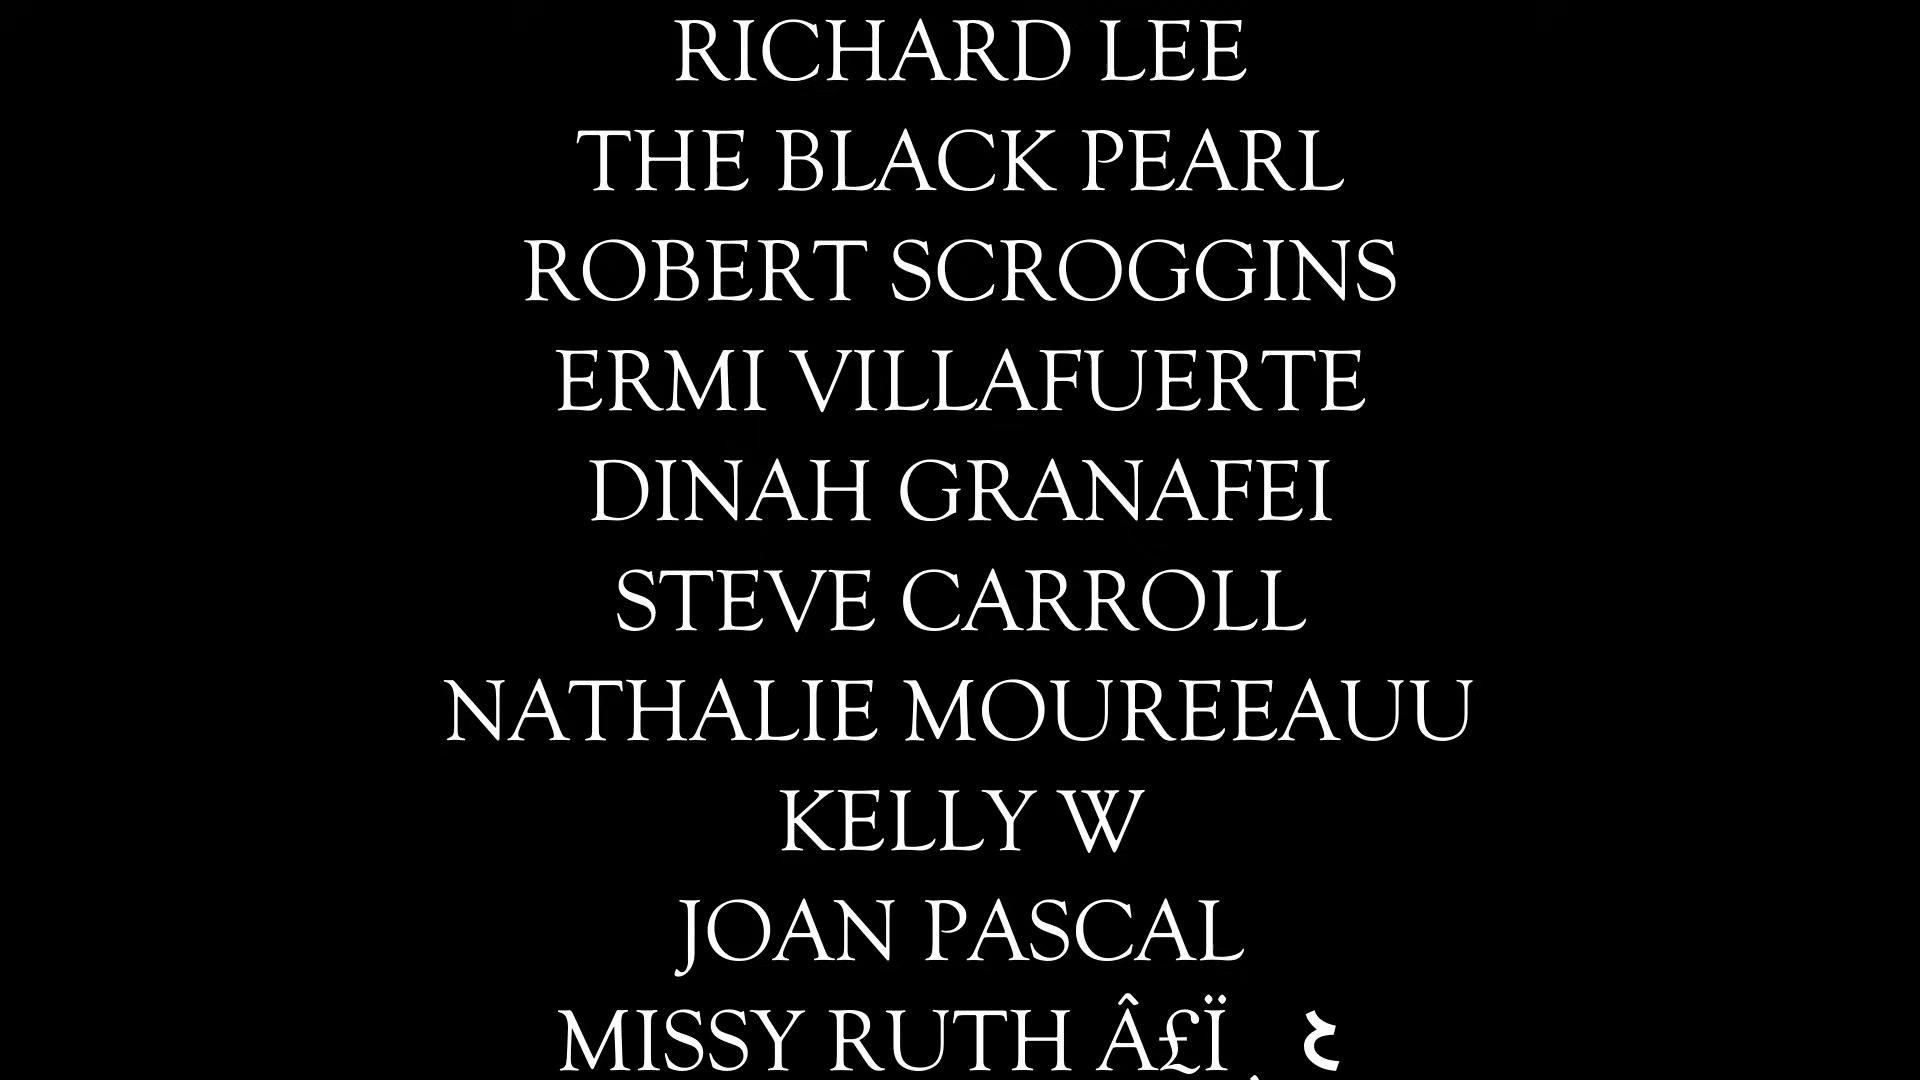 RICHARD LEE
THE BLACK PEARL
ROBERT SCROGGINS
ERMI VILLAFUERTE
DINAH GRANAFEI
STEVE CARROLL
NATHALIE MOUREEAUU
KELLY W
JOAN PASCAL
MISSY RUTH